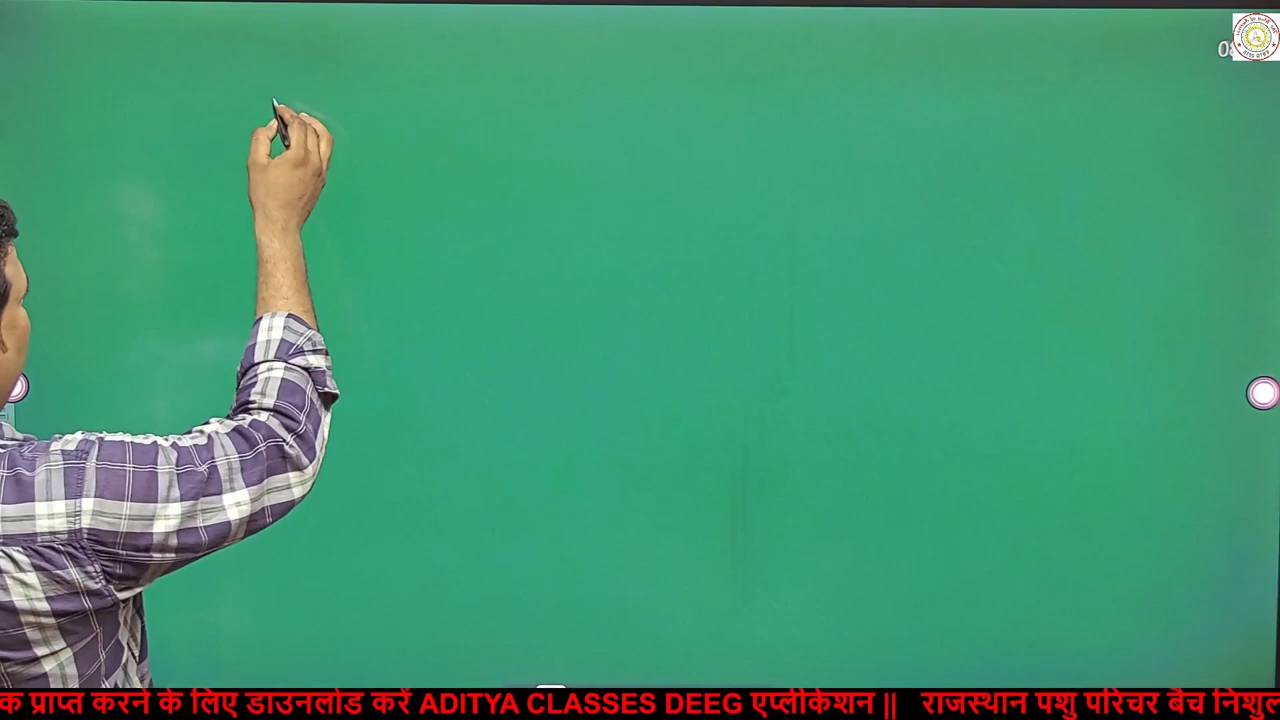 प्राप्त करने के लिए डाउनलोड करें ADITYA CLASSES DEEG एप्लीकेशन || राजस्थान पशु परिचर बैच